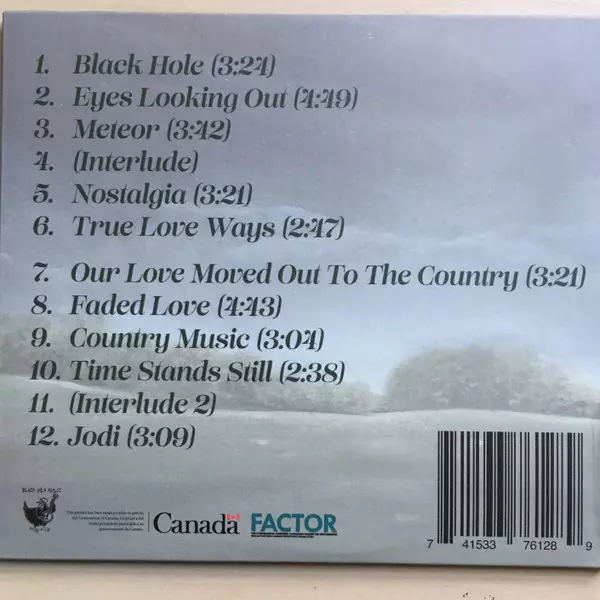 1. Black Hole (3:24)
2. Eyes Looking Out (4:49)
3. Meteor (3:42)
4. (Interlude)
5. Nostalgia (3:21)
6. True Love Ways (2:47)
7. Our Love Moved Out To The Country (3:21)
8. Faded Love (4:43)
9. Country Music (3:04)
10. Time Stands Still (2:38)
11. (Interlude 2)
12. Jodi (3:09)
BLACK HEN MUSIC
Canada
FACTOR
7 41533 76128 9